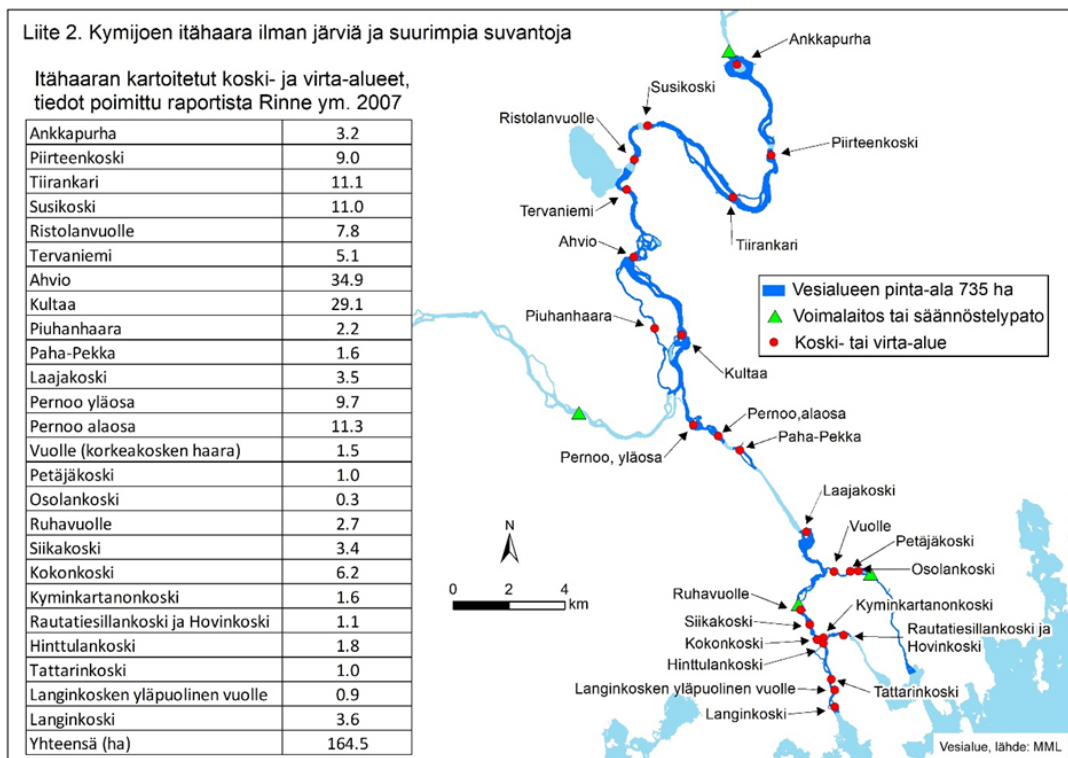 Liite 2. Kymijoen itähaara ilman järviä ja suurimpia suvantoja
Itähaaran kartoitetut koski- ja virta-alueet,
tiedot poimittu raportista Rinne ym. 2007
Ankkapurha 3.2
Piirteenkoski 9.0
Tiirankari 11.1
Susikoski 11.0
Ristolanvuolle 7.8
Tervaniemi 5.1
Ahvio 34.9
Kultaa 29.1
Piuhanhaara 2.2
Paha-Pekka 1.6
Laajakoski 3.5
Pernoo yläosa 9.7
Pernoo alaosa 11.3
Vuolle (korkeakosken haara) 1.5
Petäjäkoski 1.0
Osolankoski 0.3
Ruhavuolle 2.7
Siikakoski 3.4
Kokonkoski 6.2
Kyminkartanonkoski 1.6
Rautatiesillankoski ja Hovinkoski 1.1
Hinttulankoski 1.8
Tattarinkoski 1.0
Langinkosken yläpuolinen vuolle 0.9
Langinkoski 3.6
Yhteensä (ha) 164.5
Ankkapurha
Susikoski
Ristolanvuolle
Piirteenkoski
Tervaniemi
Tiirankari
Ahvio
Vesialueen pinta-ala 735 ha
Voimalaitos tai säännöstelypato
Koski- tai virta-alue
Piuhanhaara
Kultaa
Pernoo,alaosa
Paha-Pekka
Pernoo, yläosa
Laajakoski
Vuolle
Petäjäkoski
Osolankoski
N
0 2 4
km
Ruhavuolle
Kyminkartanonkoski
Siikakoski
Rautatiesillankoski ja
Hovinkoski
Kokonkoski
Hinttulankoski
Langinkosken yläpuolinen vuolle
Tattarinkoski
Langinkoski
Vesialue, lähde: MML